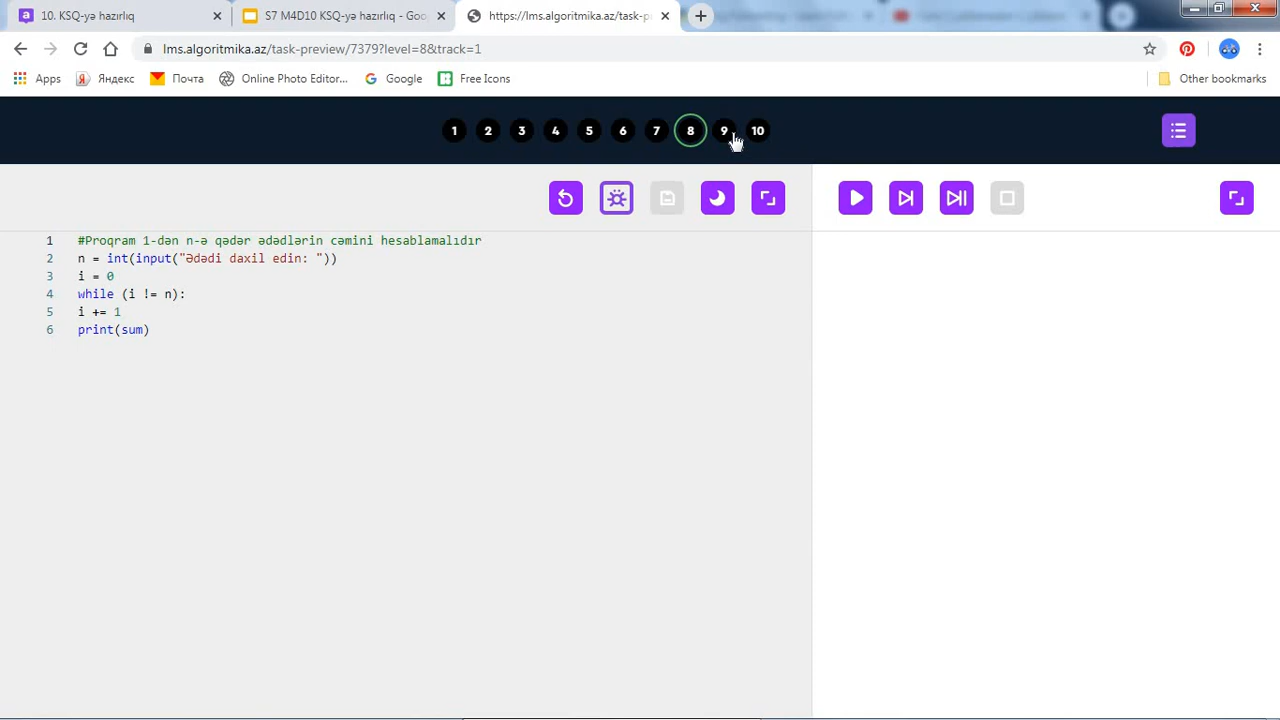 10. KSQ-yə hazırlıq
S7 M4D10 KSQ-yə hazırlıq - Goo
https://lms.algoritmika.az/task-p
lms.algoritmika.az/task-preview/7379?level=8&track=1
Apps
Яндекс
Почта
Online Photo Editor...
Google
Free Icons
Other bookmarks
1 2 3 4 5 6 7 8 9 10
1 #Proqram 1-dən n-ə qədər ədədlərin cəmini hesablamalıdır
2 n = int(input("Ədədi daxil edin: "))
3 i = 0
4 while (i != n):
5 i += 1
6 print(sum)